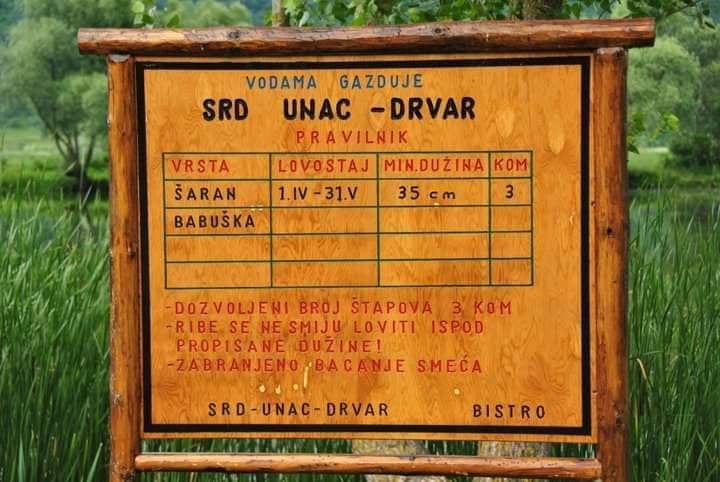 VODAMA GAZDUJE
SRD UNAC -DRVAR
PRAVILNIK
VRSTA LOVOSTAJ MIN.DUŽINA KOM
ŠARAN 1.IV-31.V 35 cm 3
BABUŠKA
-DOZVOLJENI BROJ ŠTAPOVA 3 KOM
-RIBE SE NE SMIJU LOVITI ISPOD
PROPISANE DUŽINE!
-ZABRANJENO BACANJE SMEĆA
SRD-UNAC-DRVAR BISTRO